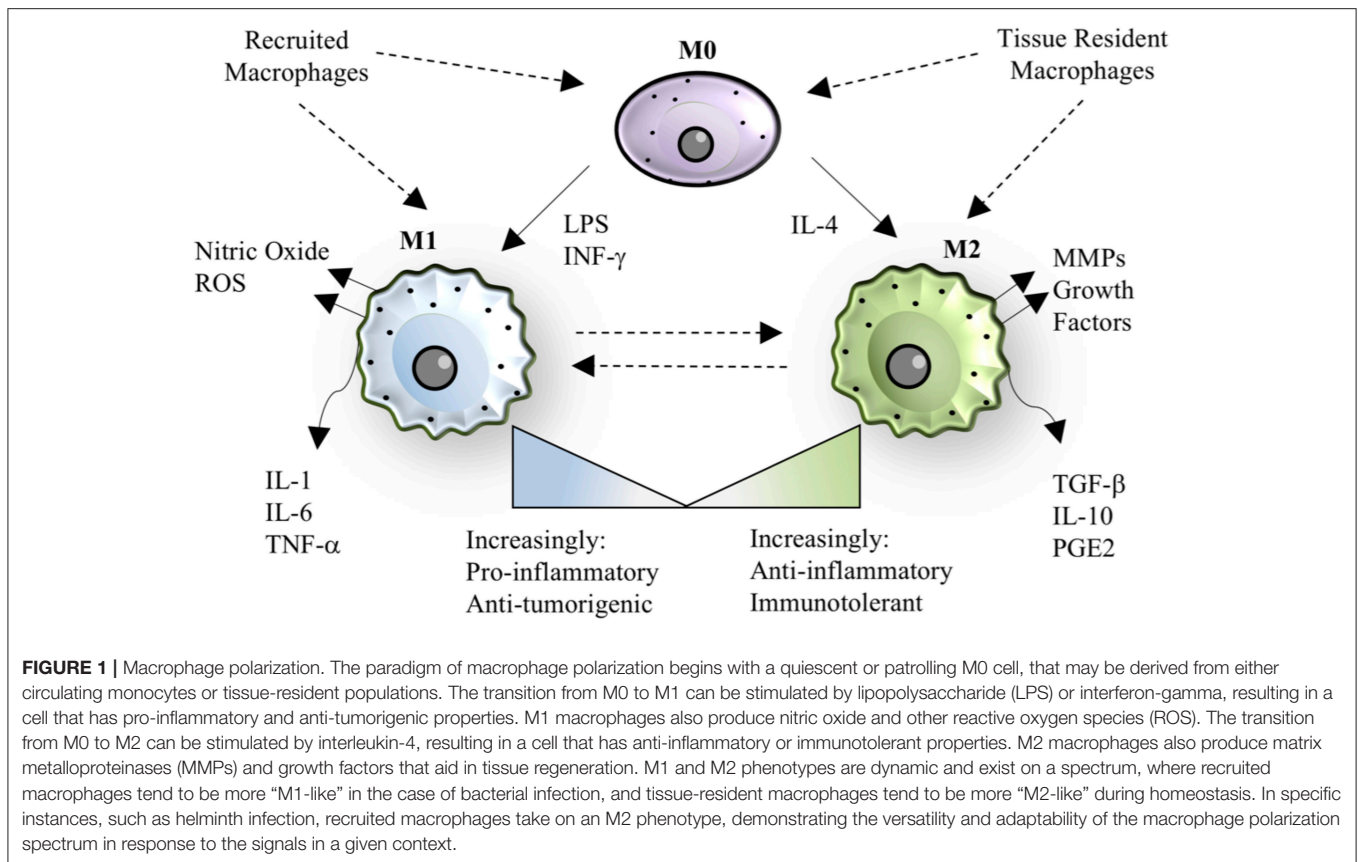 Recruited
Macrophages
M0
Tissue Resident
Macrophages
LPS
INF-γ
IL-4
M1
M2
Nitric Oxide
ROS
MMPs
Growth
Factors
IL-1
IL-6
TNF-α
TGF-β
IL-10
PGE2
Increasingly:
Pro-inflammatory
Anti-tumorigenic
Increasingly:
Anti-inflammatory
Immunotolerant
FIGURE 1 | Macrophage polarization. The paradigm of macrophage polarization begins with a quiescent or patrolling M0 cell, that may be derived from either
circulating monocytes or tissue-resident populations. The transition from M0 to M1 can be stimulated by lipopolysaccharide (LPS) or interferon-gamma, resulting in a
cell that has pro-inflammatory and anti-tumorigenic properties. M1 macrophages also produce nitric oxide and other reactive oxygen species (ROS). The transition
from M0 to M2 can be stimulated by interleukin-4, resulting in a cell that has anti-inflammatory or immunotolerant properties. M2 macrophages also produce matrix
metalloproteinases (MMPs) and growth factors that aid in tissue regeneration. M1 and M2 phenotypes are dynamic and exist on a spectrum, where recruited
macrophages tend to be more “M1-like” in the case of bacterial infection, and tissue-resident macrophages tend to be more “M2-like” during homeostasis. In specific
instances, such as helminth infection, recruited macrophages take on an M2 phenotype, demonstrating the versatility and adaptability of the macrophage polarization
spectrum in response to the signals in a given context.